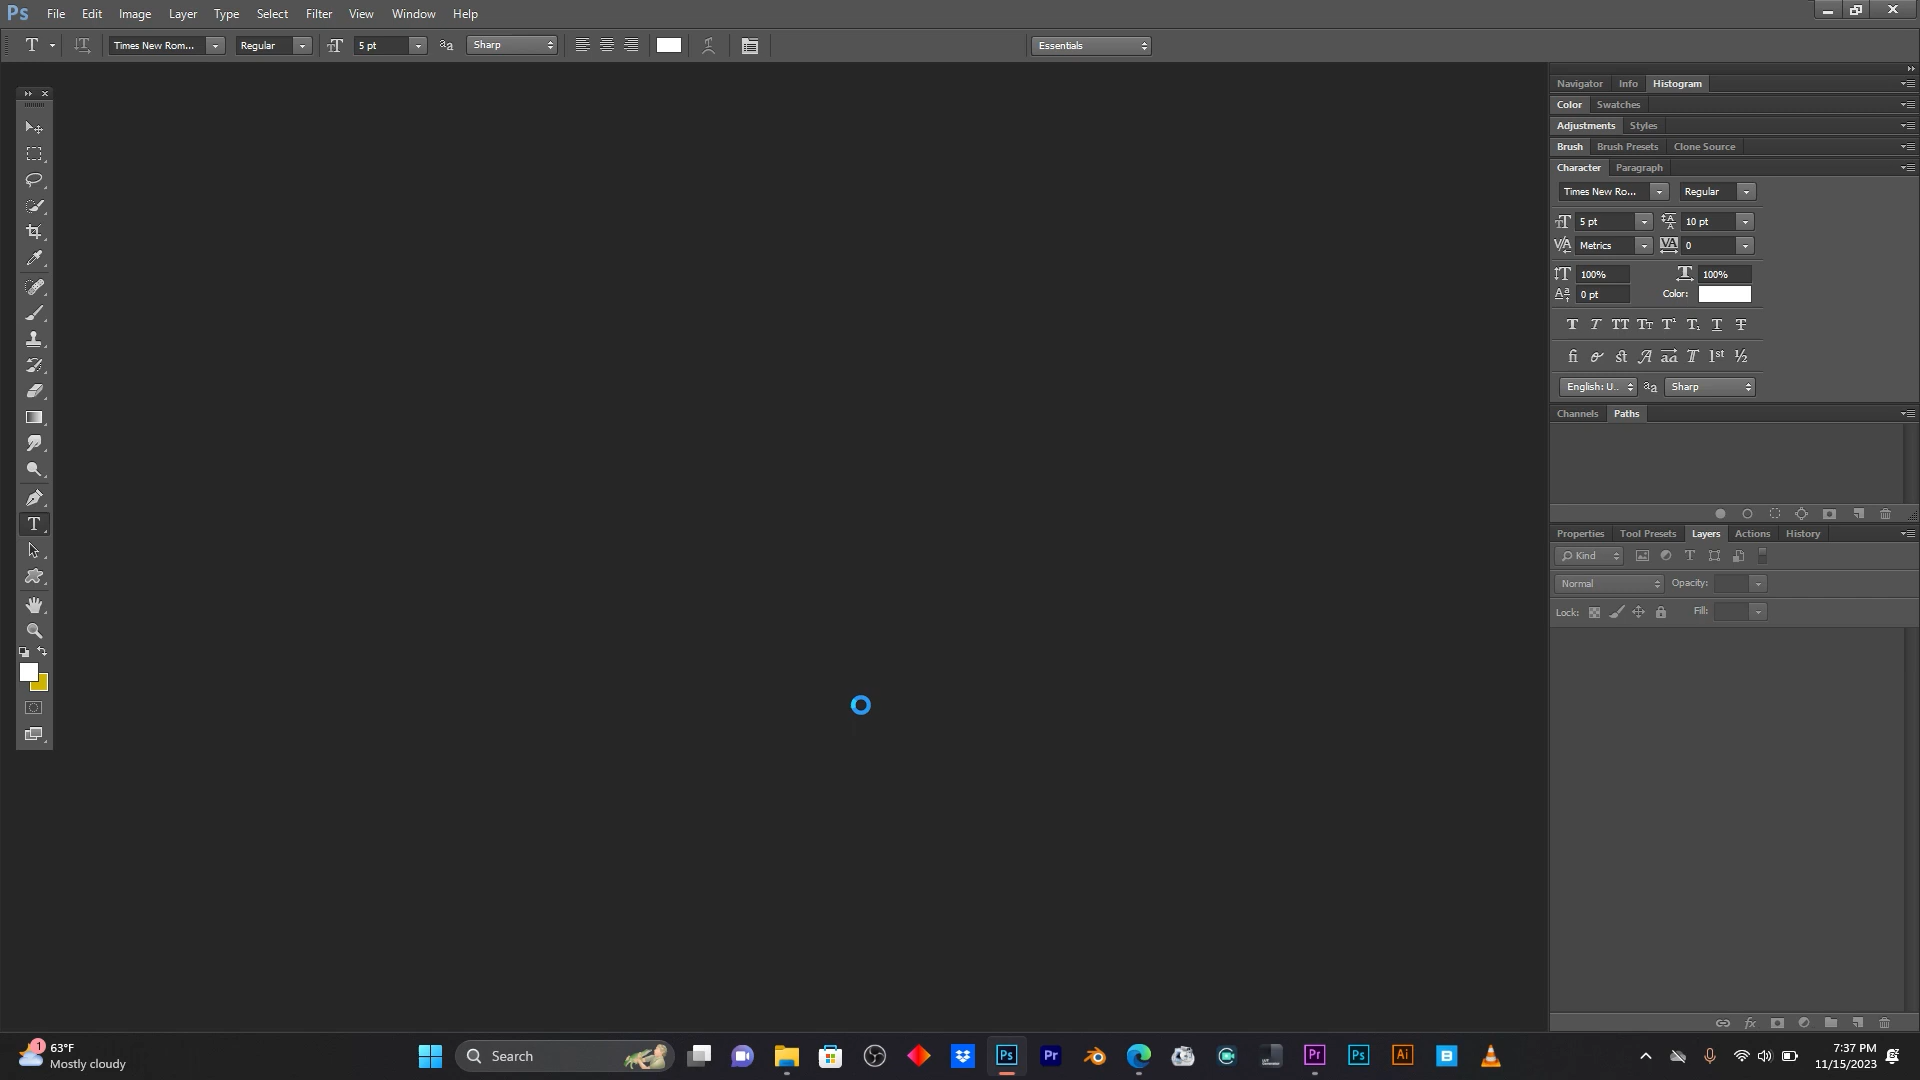 Ps File Edit Image Layer Type Select Filter View Window Help
T Times New Rom... Regular 5 pt Sharp Essentials
Navigator Info Histogram
Color Swatches
Adjustments Styles
Brush Brush Presets Clone Source
Character Paragraph
Times New Ro... Regular
5 pt 10 pt
Metrics 0
100% 100%
0 pt Color:
English: U... Sharp
Channels Paths
Properties Tool Presets Layers Actions History
Kind
Normal Opacity:
Lock: Fill:
1 63°F
Mostly cloudy
Search
Ps Pr Pr Ps Ai
7:37 PM
11/15/2023